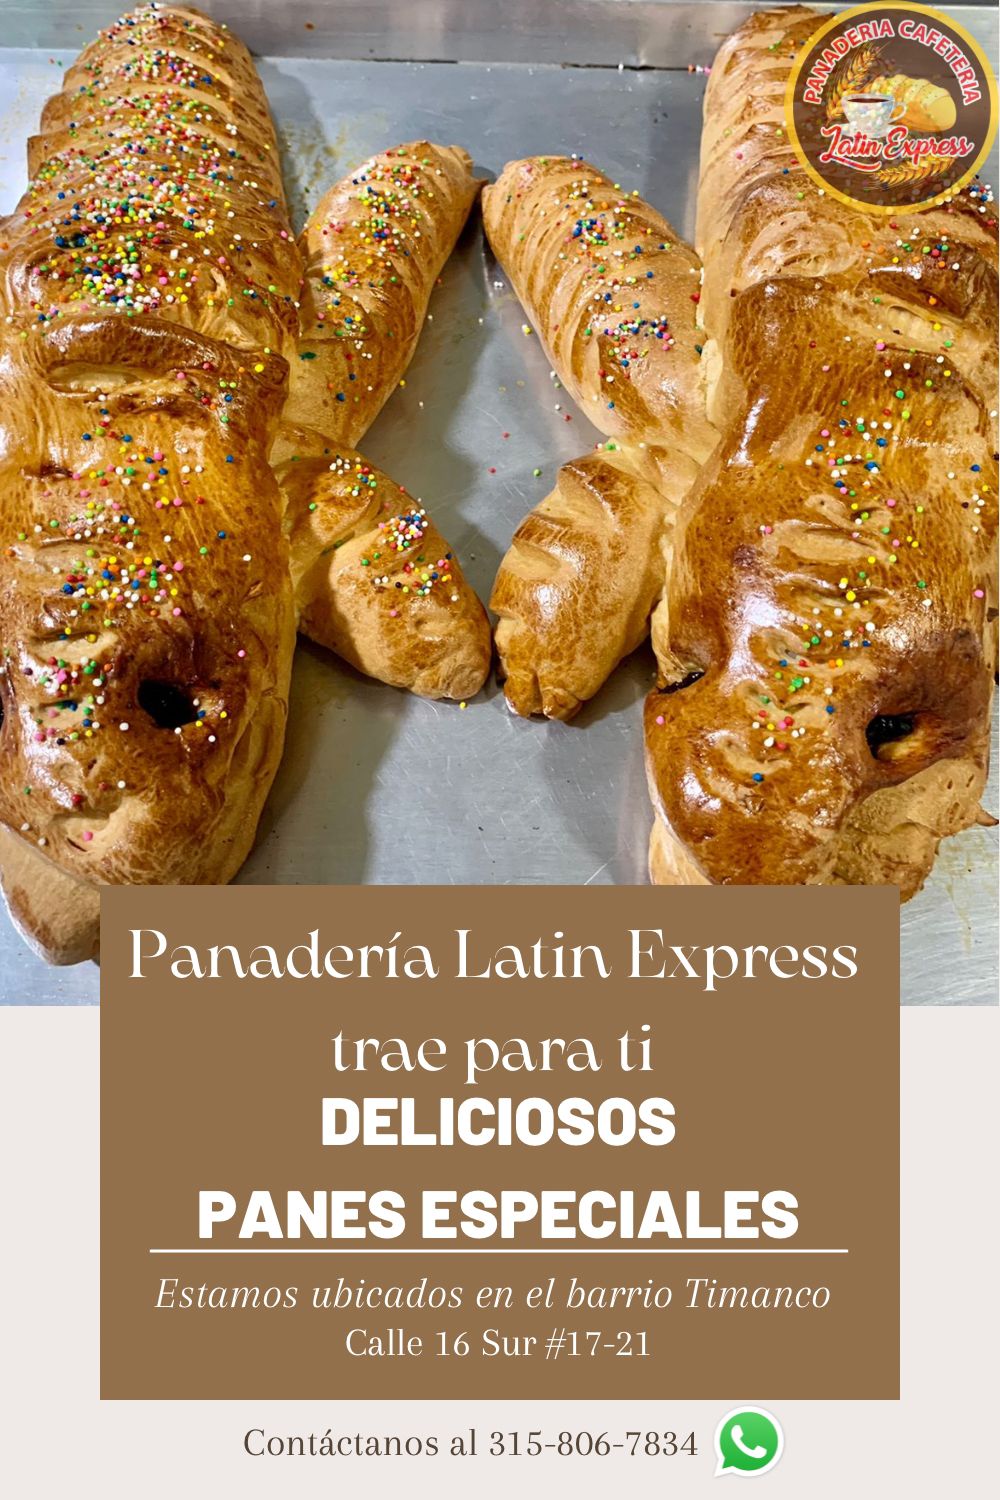 PANADERIA CAFETERIA
Latin Express
Panadería Latin Express
trae para ti
DELICIOSOS
PANES ESPECIALES
Estamos ubicados en el barrio Timanco
Calle 16 Sur #17-21
Contáctanos al 315-806-7834